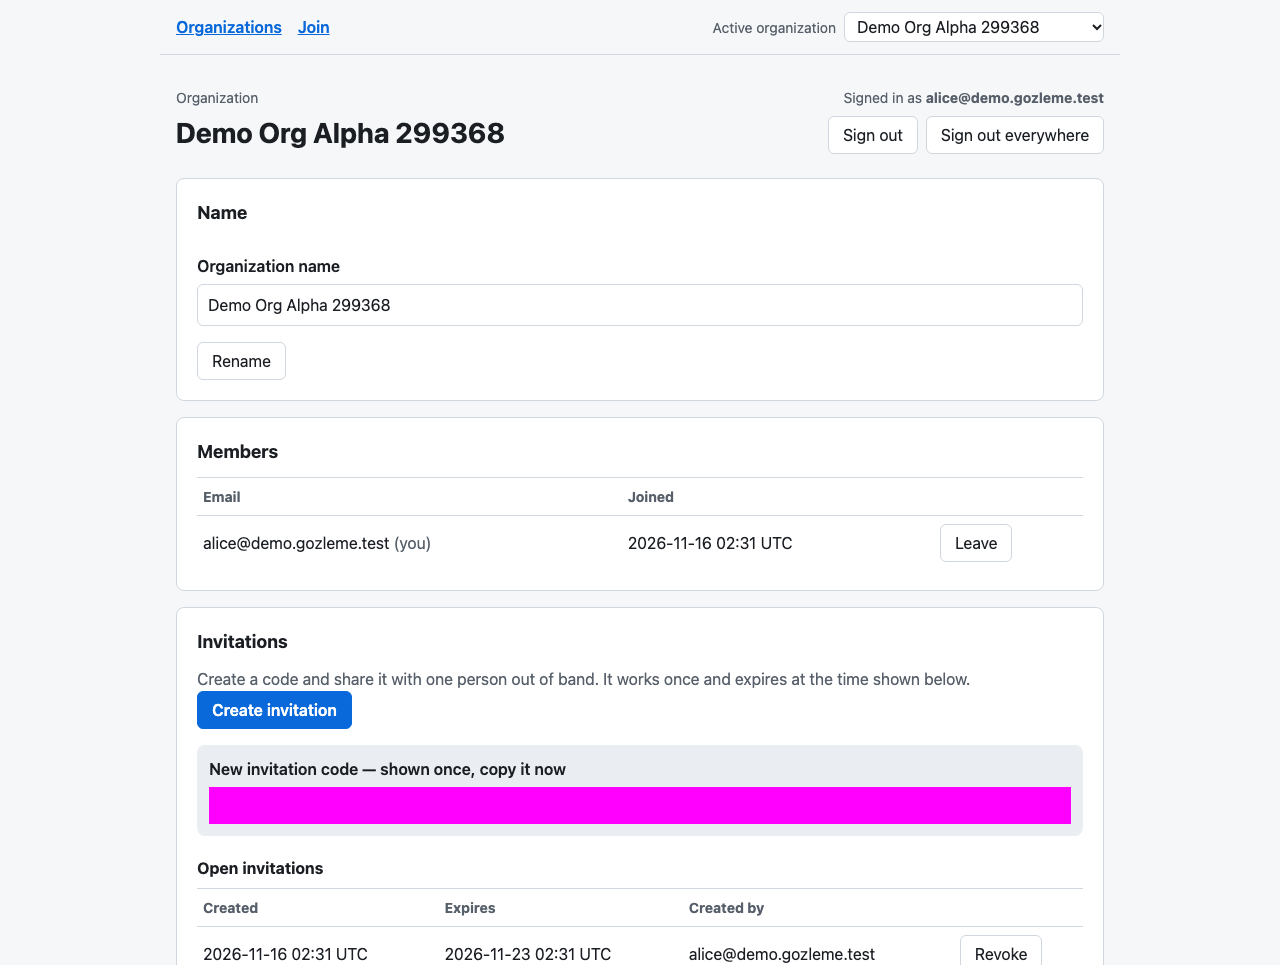 Organizations Join Active organization Demo Org Alpha 299368
Organization Signed in as alice@demo.gozleme.test
Demo Org Alpha 299368 Sign out Sign out everywhere
Name
Organization name
Demo Org Alpha 299368
Rename
Members
Email Joined
alice@demo.gozleme.test (you) 2026-11-16 02:31 UTC Leave
Invitations
Create a code and share it with one person out of band. It works once and expires at the time shown below.
Create invitation
New invitation code — shown once, copy it now
Open invitations
Created Expires Created by
2026-11-16 02:31 UTC 2026-11-23 02:31 UTC alice@demo.gozleme.test Revoke